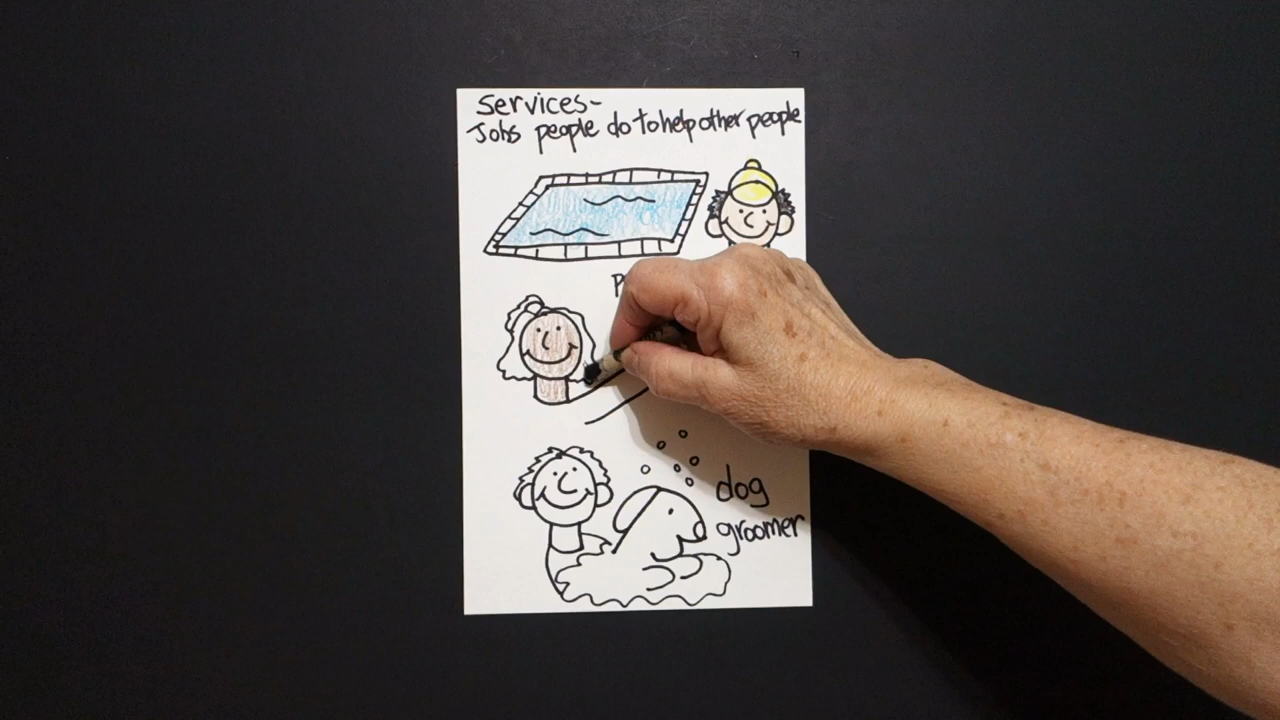 Services-
Jobs people do to help other people
dog
groomer